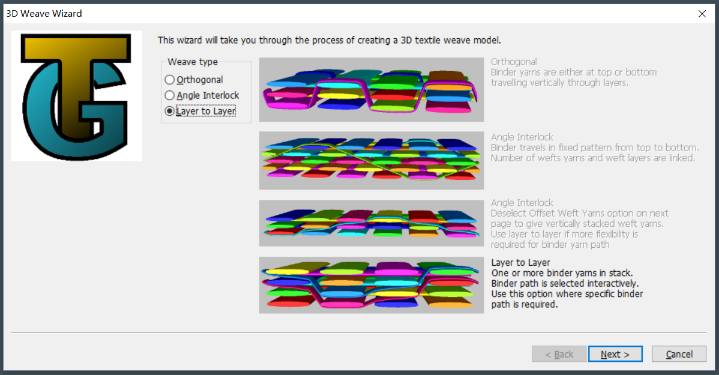 3D Weave Wizard
This wizard will take you through the process of creating a 3D textile weave model.
Weave type
Orthogonal
Angle Interlock
Layer to Layer
Orthogonal
Binder yarns are either at top or bottom
travelling vertically through layers.
Angle Interlock
Binder travels in fixed pattern from top to bottom.
Number of wefts yarns and weft layers are linked.
Angle Interlock
Deselect Offset Weft Yarns option on next
page to give vertically stacked weft yarns.
Use layer to layer if more flexibility is
required for binder yarn path
Layer to Layer
One or more binder yarns in stack.
Binder path is selected interactively.
Use this option where specific binder
path is required.
< Back
Next >
Cancel